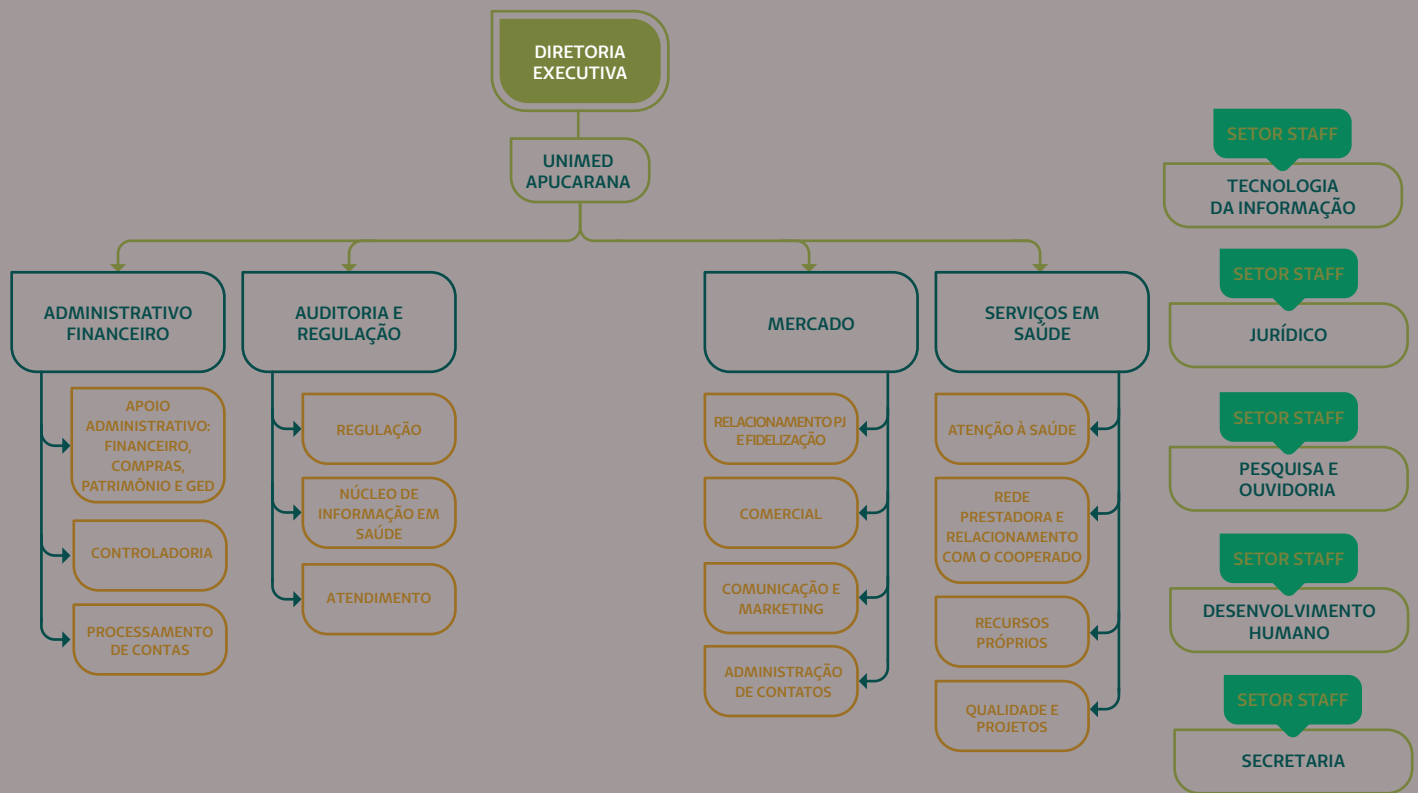 DIRETORIA
EXECUTIVA
UNIMED
APUCARANA
ADMINISTRATIVO
FINANCEIRO
APOIO
ADMINISTRATIVO:
FINANCEIRO,
COMPRAS,
PATRIMÔNIO E GED
CONTROLADORIA
PROCESSAMENTO
DE CONTAS
AUDITORIA E
REGULAÇÃO
REGULAÇÃO
NÚCLEO DE
INFORMAÇÃO EM
SAÚDE
ATENDIMENTO
MERCADO
RELACIONAMENTO PJ
E FIDELIZAÇÃO
COMERCIAL
COMUNICAÇÃO E
MARKETING
ADMINISTRAÇÃO
DE CONTATOS
SERVIÇOS EM
SAÚDE
ATENÇÃO À SAÚDE
REDE
PRESTADORA E
RELACIONAMENTO
COM O COOPERADO
RECURSOS
PRÓPRIOS
QUALIDADE E
PROJETOS
SETOR STAFF
TECNOLOGIA
DA INFORMAÇÃO
SETOR STAFF
JURÍDICO
SETOR STAFF
PESQUISA E
OUVIDORIA
SETOR STAFF
DESENVOLVIMENTO
HUMANO
SETOR STAFF
SECRETARIA